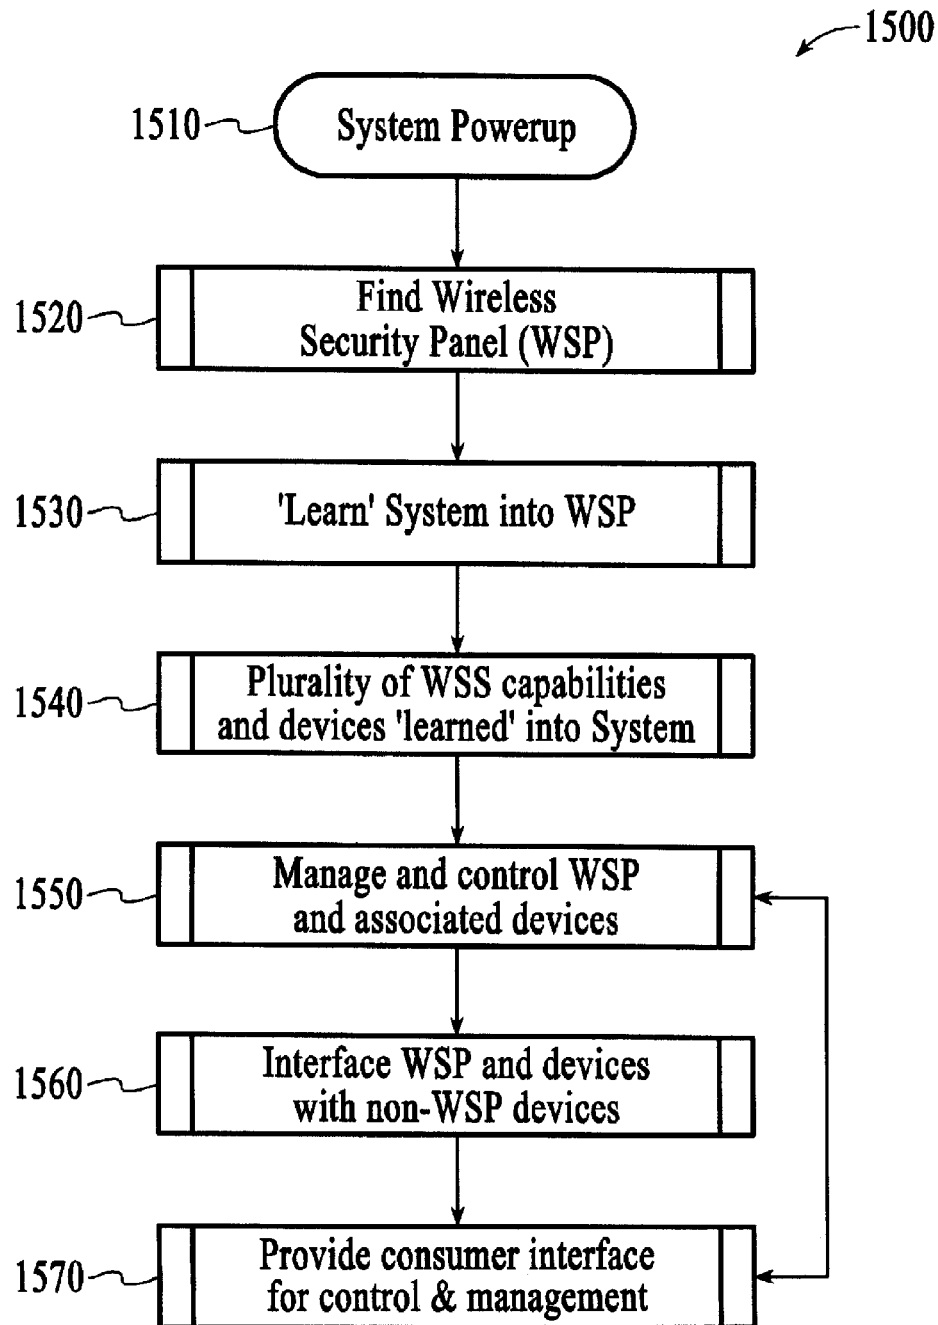 1500
1510
System Powerup
1520
Find Wireless
Security Panel (WSP)
1530
'Learn' System into WSP
1540
Plurality of WSS capabilities
and devices 'learned' into System
1550
Manage and control WSP
and associated devices
1560
Interface WSP and devices
with non-WSP devices
1570
Provide consumer interface
for control & management